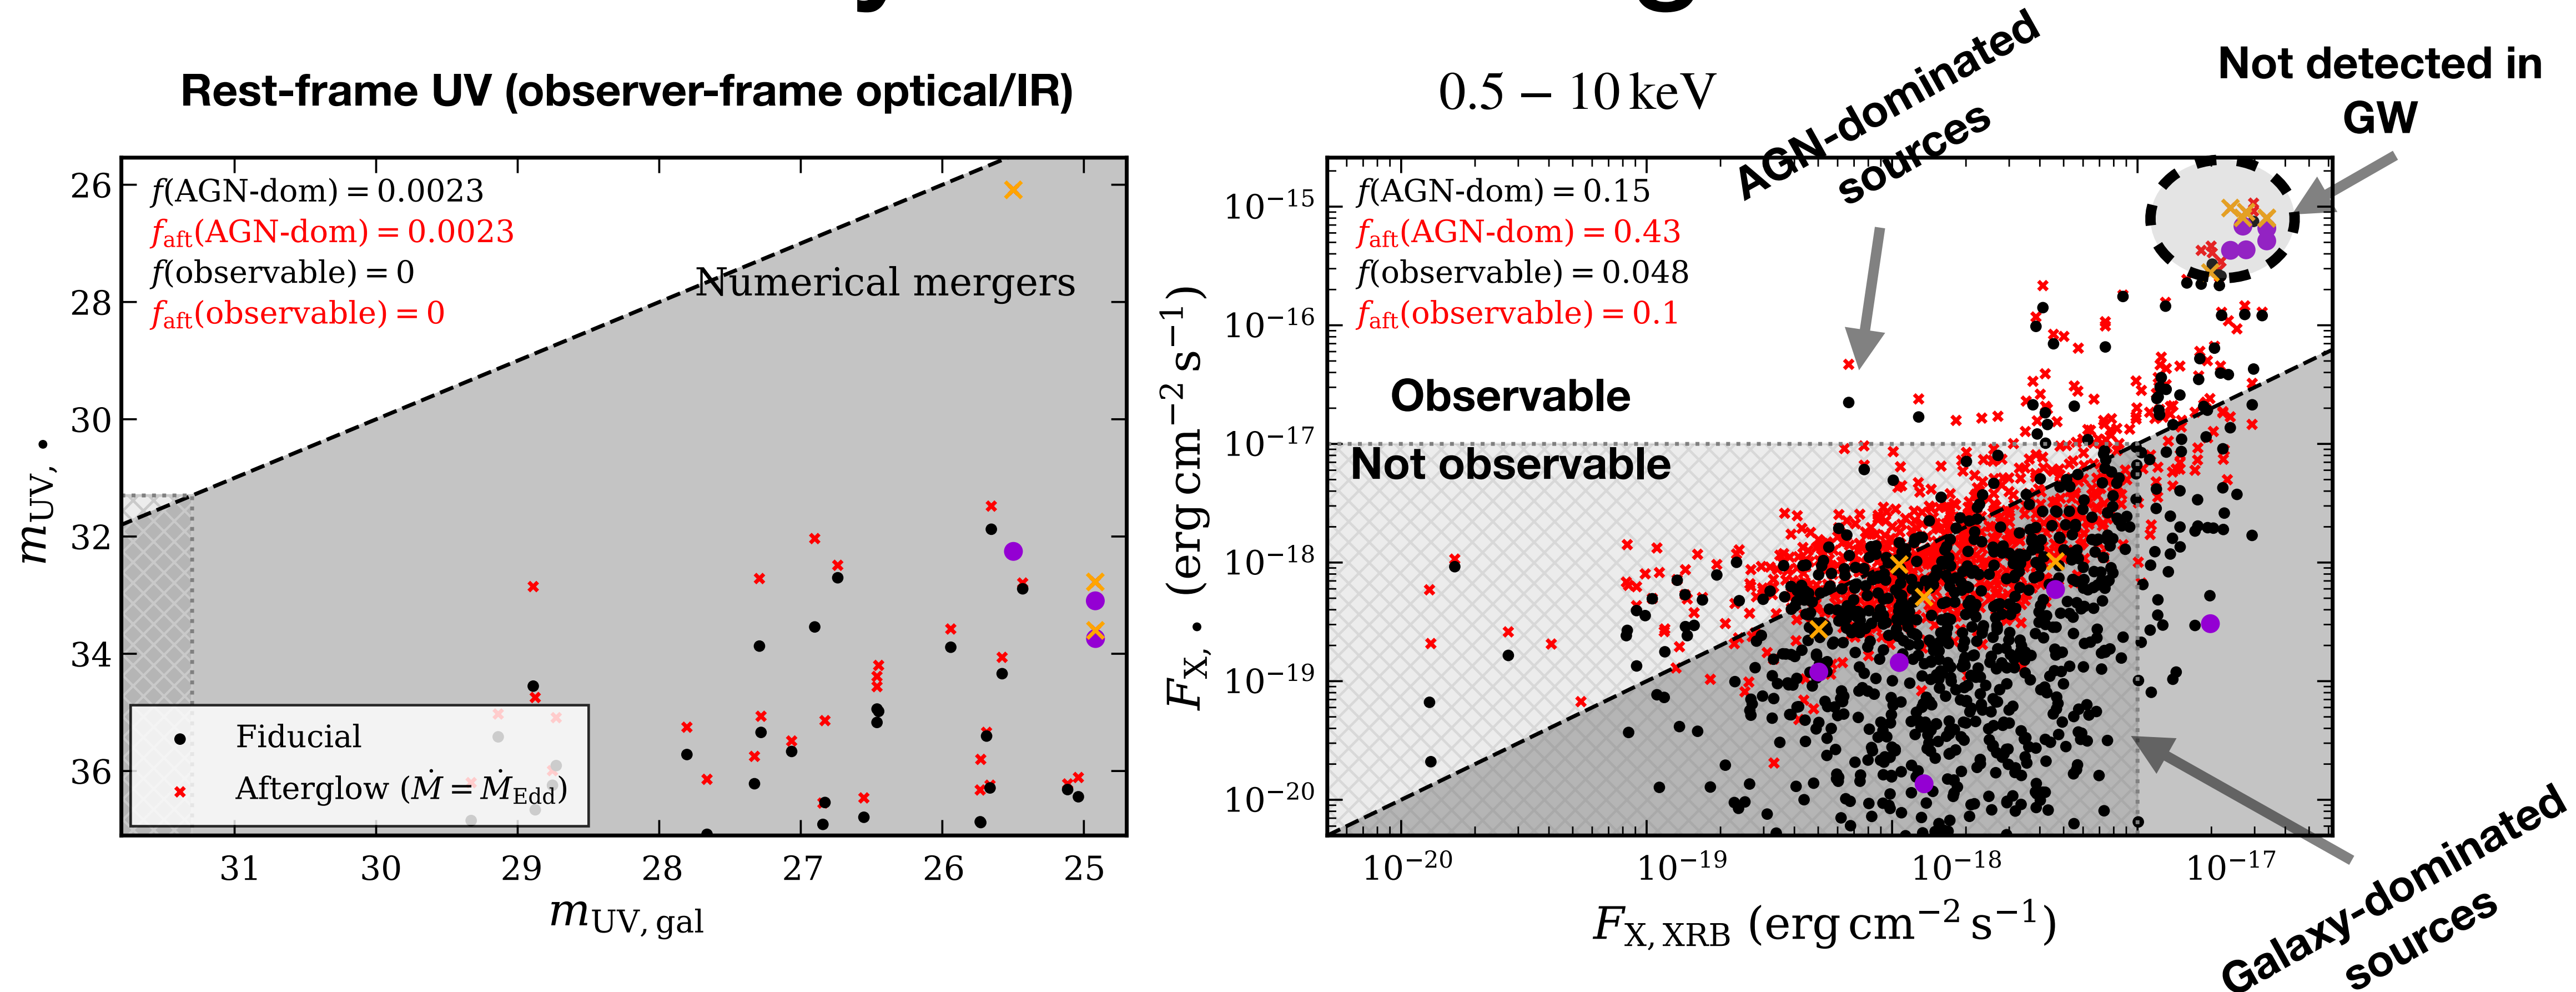 Rest-frame UV (observer-frame optical/IR)
f(AGN-dom) = 0.0023
f_aft(AGN-dom) = 0.0023
f(observable) = 0
f_aft(observable) = 0
Numerical mergers
26
28
30
32
34
36
m_UV, •
Fiducial
Afterglow (Ṁ = Ṁ_Edd)
31
30
29
28
27
26
25
m_UV, gal
0.5 − 10 keV
AGN-dominated
sources
Not detected in
GW
f(AGN-dom) = 0.15
f_aft(AGN-dom) = 0.43
f(observable) = 0.048
f_aft(observable) = 0.1
Observable
Not observable
10⁻¹⁵
10⁻¹⁶
10⁻¹⁷
10⁻¹⁸
10⁻¹⁹
10⁻²⁰
F_X, • (erg cm⁻² s⁻¹)
10⁻²⁰
10⁻¹⁹
10⁻¹⁸
10⁻¹⁷
F_X, XRB (erg cm⁻² s⁻¹)
Galaxy-dominated
sources